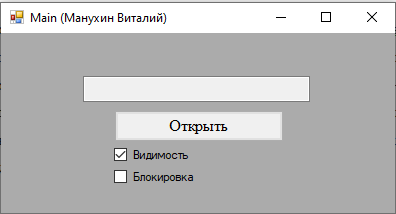 Main (Манухин Виталий)
Открыть
Видимость
Блокировка